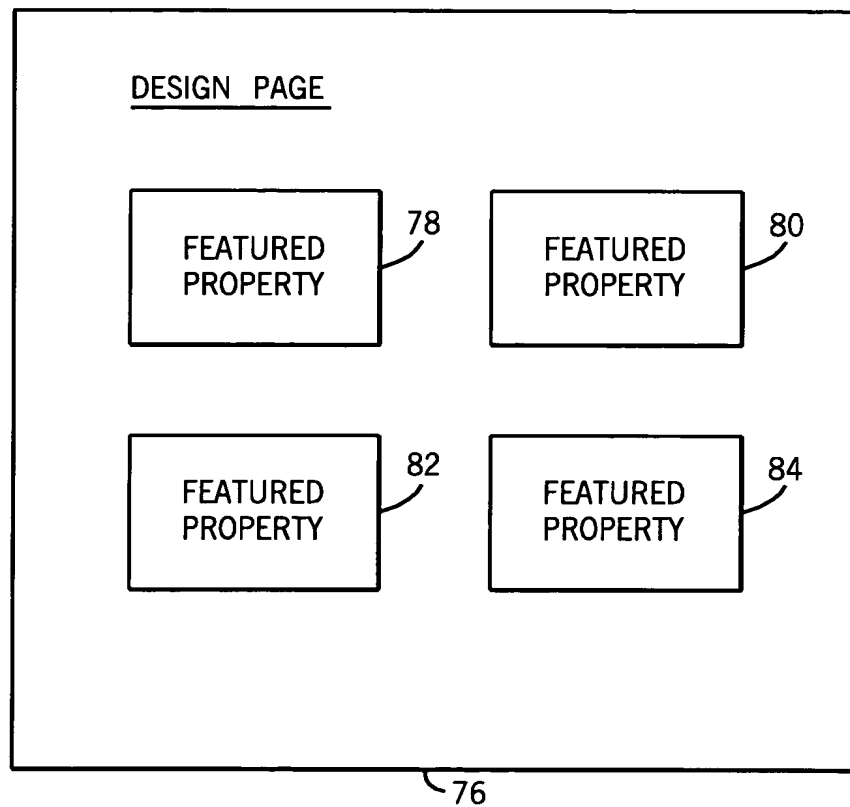 DESIGN PAGE
FEATURED
PROPERTY
78
FEATURED
PROPERTY
80
FEATURED
PROPERTY
82
FEATURED
PROPERTY
84
76